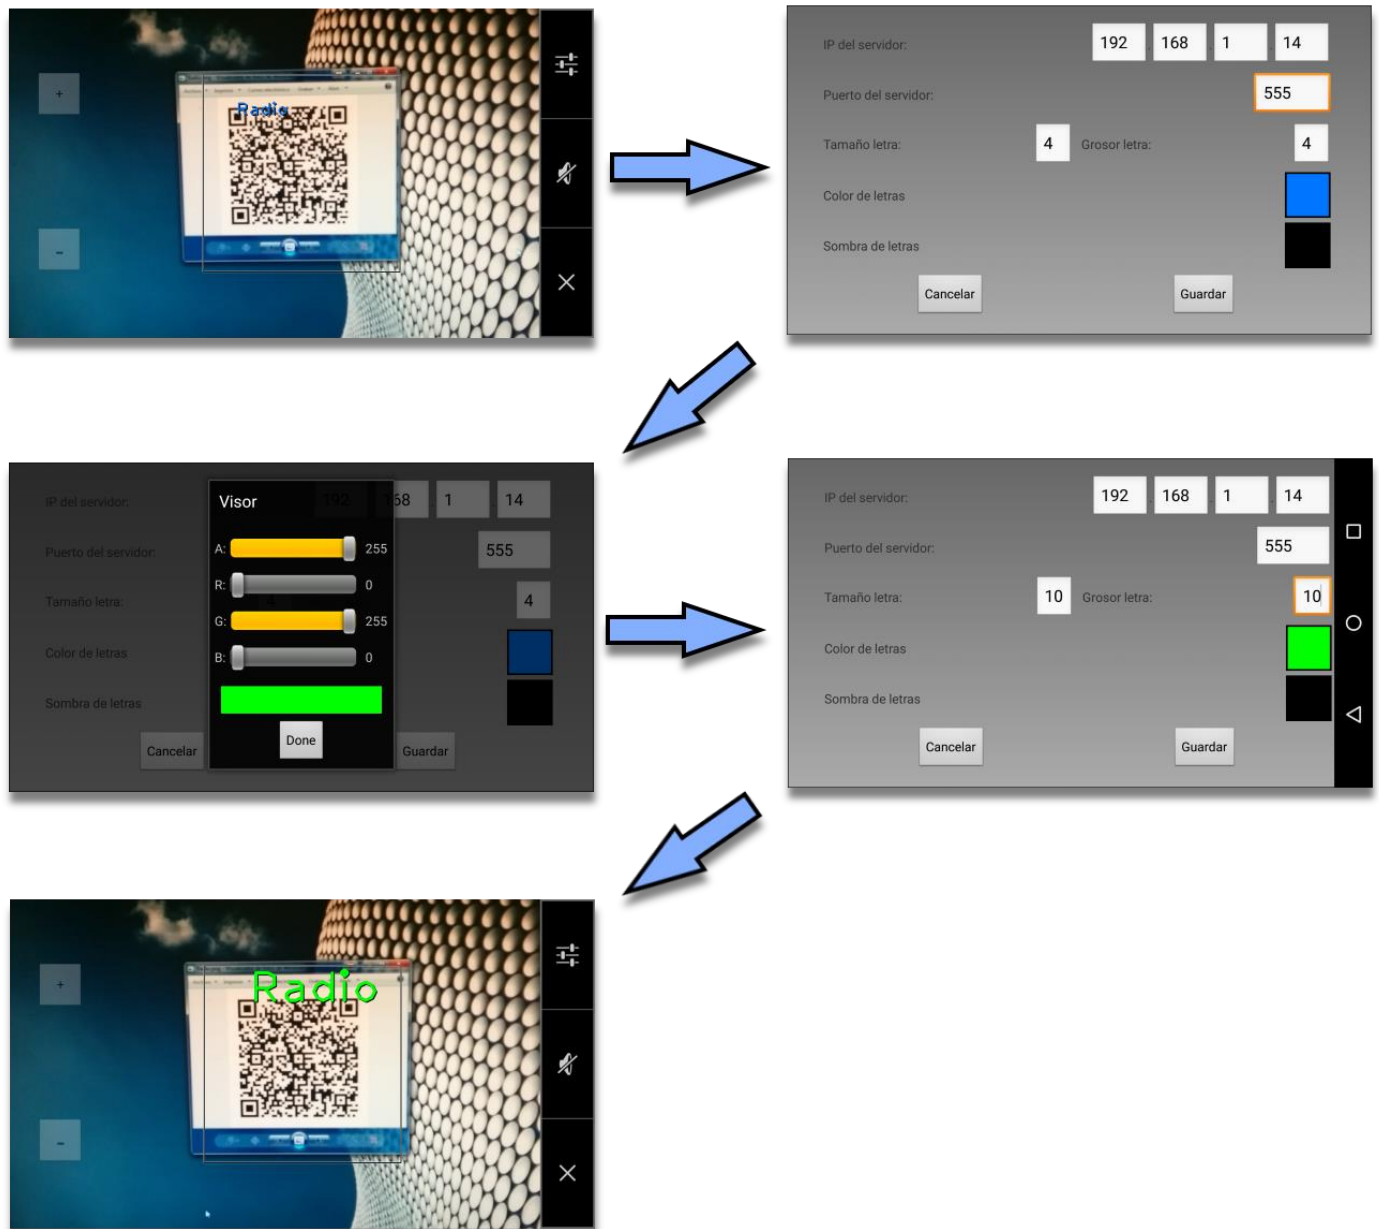 +
Radio
-
IP del servidor: 192 . 168 . 1 . 14
Puerto del servidor: 555
Tamaño letra: 4 Grosor letra: 4
Color de letras
Sombra de letras
Cancelar Guardar
IP del servidor: 192 168 1 14
Puerto del servidor: 555
Tamaño letra: 4 4
Color de letras
Sombra de letras
Cancelar Guardar
Visor
A: 255
R: 0
G: 255
B: 0
Done
IP del servidor: 192 . 168 . 1 . 14
Puerto del servidor: 555
Tamaño letra: 10 Grosor letra: 10
Color de letras
Sombra de letras
Cancelar Guardar
+
Radio
-